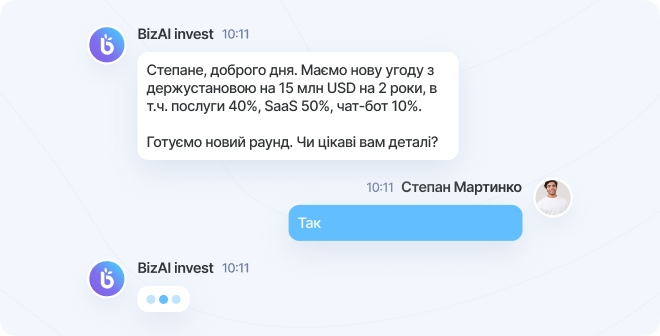 BizAI invest 10:11
Степане, доброго дня. Маємо нову угоду з
держустановою на 15 млн USD на 2 роки, в
т.ч. послуги 40%, SaaS 50%, чат-бот 10%.
Готуємо новий раунд. Чи цікаві вам деталі?
10:11 Степан Мартинко
Так
BizAI invest 10:11